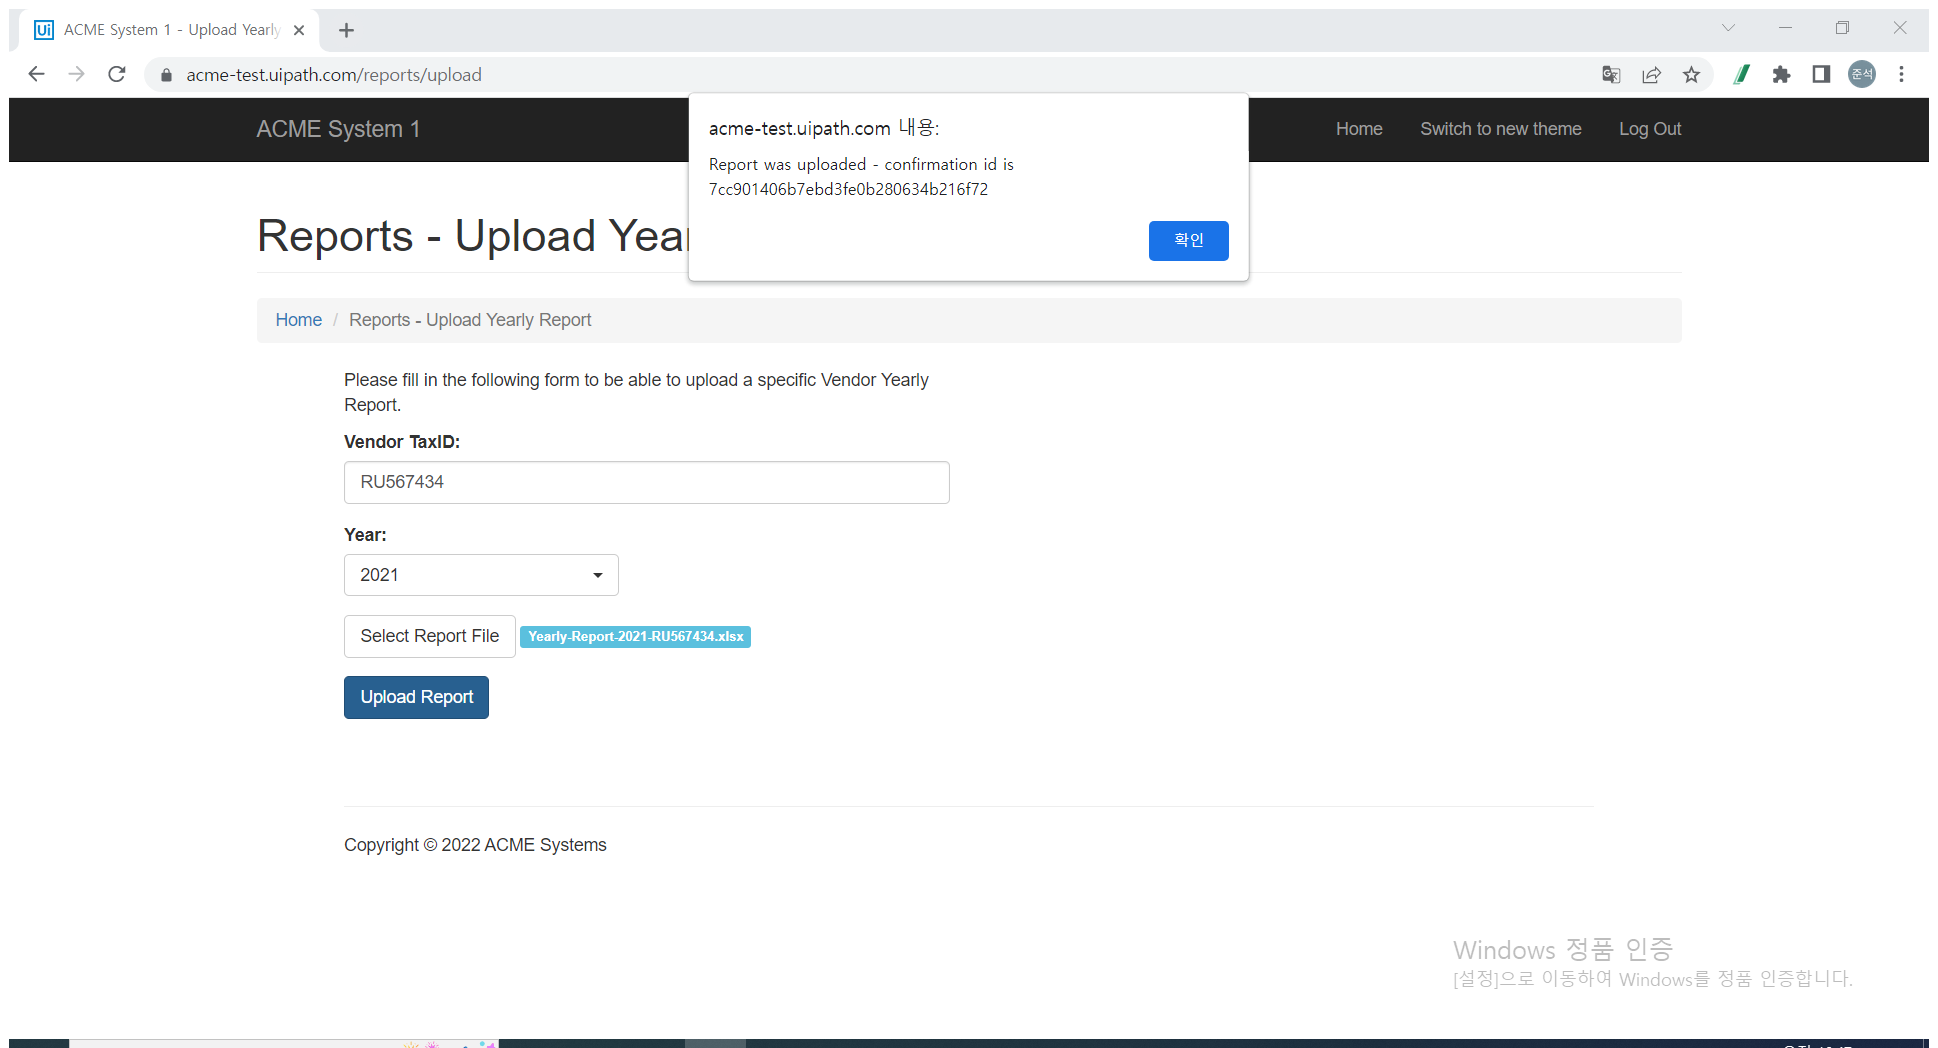 Ui ACME System 1 - Upload Yearly
acme-test.uipath.com/reports/upload
준석
ACME System 1
Home
Switch to new theme
Log Out
acme-test.uipath.com 내용:
Report was uploaded - confirmation id is
7cc901406b7ebd3fe0b280634b216f72
확인
Reports - Upload Year
Home / Reports - Upload Yearly Report
Please fill in the following form to be able to upload a specific Vendor Yearly
Report.
Vendor TaxID:
RU567434
Year:
2021
Select Report File
Yearly-Report-2021-RU567434.xlsx
Upload Report
Copyright © 2022 ACME Systems
Windows 정품 인증
[설정]으로 이동하여 Windows를 정품 인증합니다.